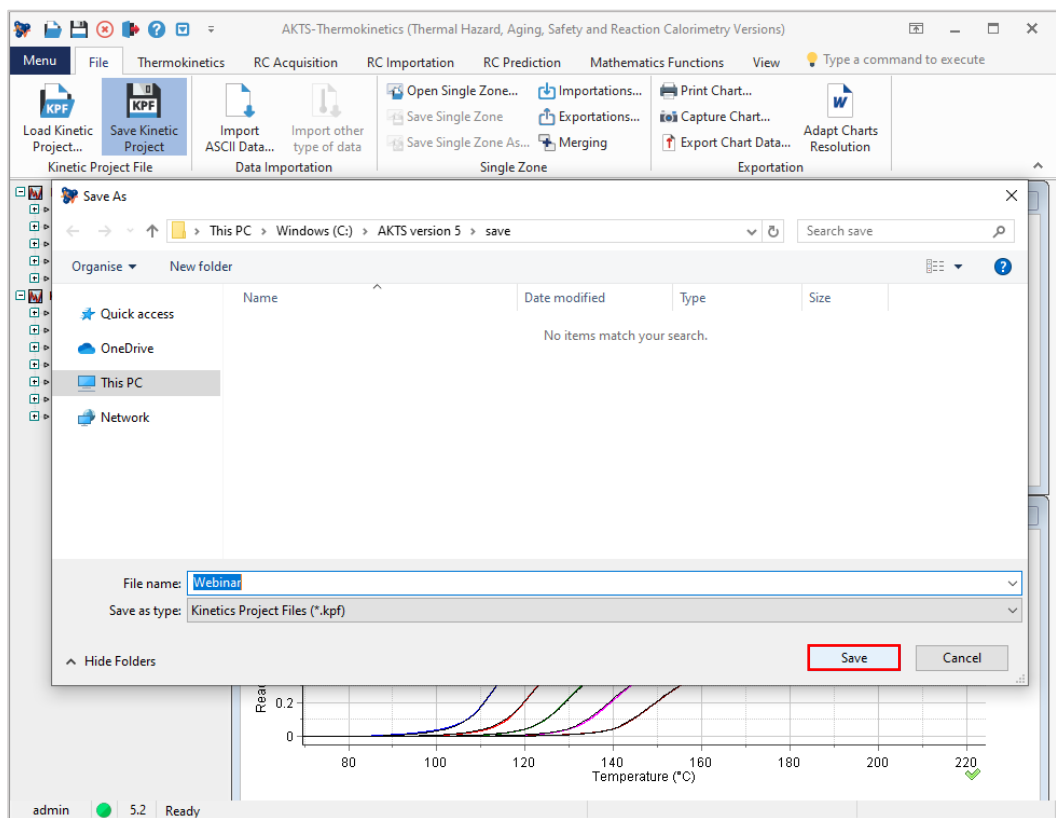 AKTS-Thermokinetics (Thermal Hazard, Aging, Safety and Reaction Calorimetry Versions)
Menu File Thermokinetics RC Acquisition RC Importation RC Prediction Mathematics Functions View Type a command to execute
KPF KPF Open Single Zone... Importations... Print Chart... W
Save Single Zone Exportations... Capture Chart...
Save Single Zone As... Merging Export Chart Data...
Load Kinetic Save Kinetic Import Import other Adapt Charts
Project... Project ASCII Data... type of data Resolution
Kinetic Project File Data Importation Single Zone Exportation
Save As
This PC > Windows (C:) > AKTS version 5 > save Search save
Organise New folder
Name Date modified Type Size
No items match your search.
Quick access
OneDrive
This PC
Network
File name: Webinar
Save as type: Kinetics Project Files (*.kpf)
Hide Folders Save Cancel
0.2
0
80 100 120 140 160 180 200 220
Temperature (°C)
admin 5.2 Ready